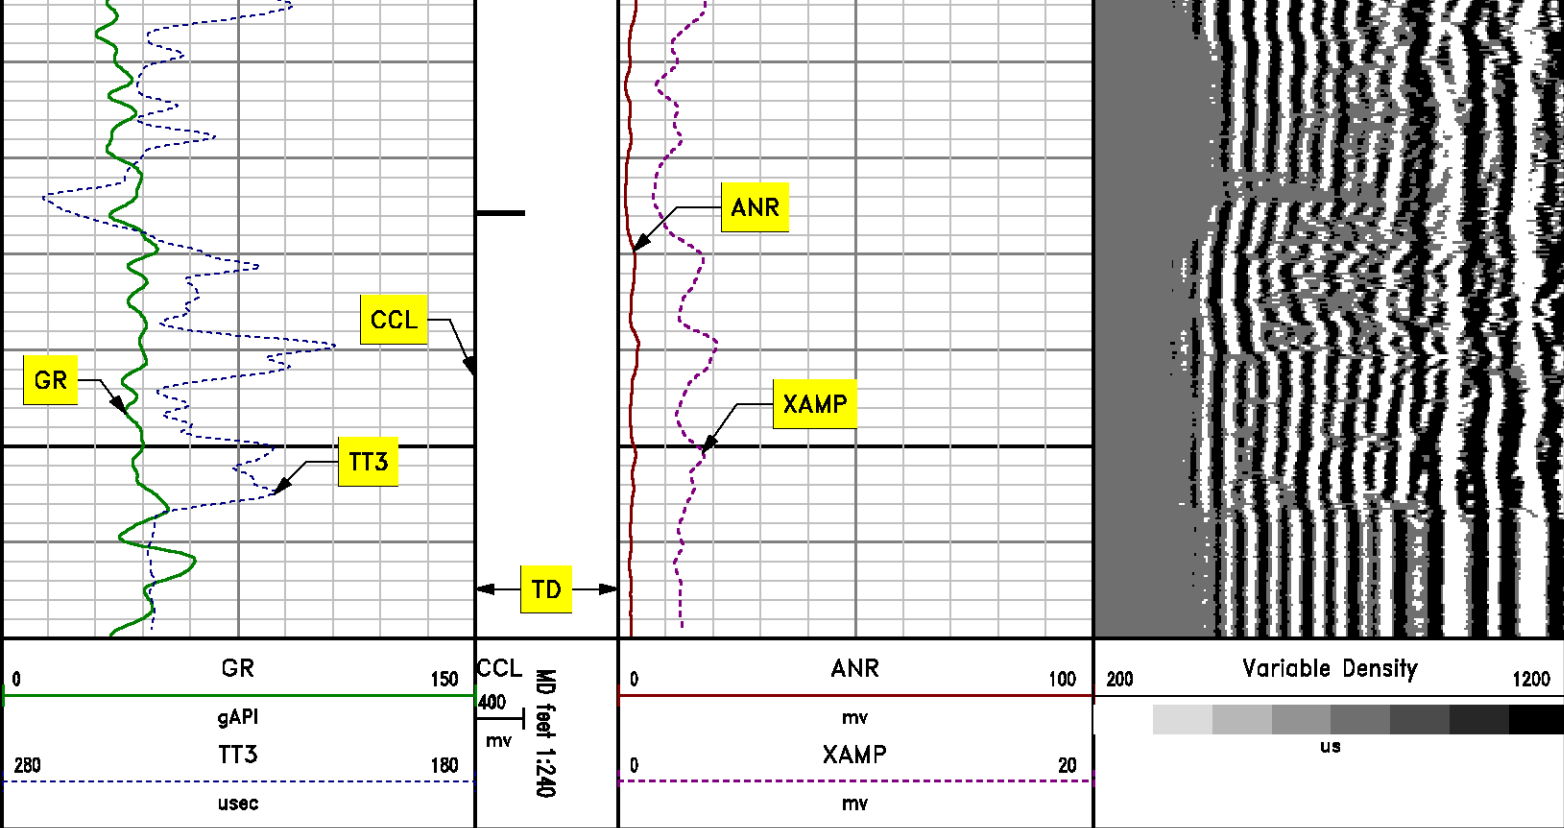 ANR
CCL
GR
XAMP
TT3
TD
0 GR 150
gAPI
TT3
280 180
usec
CCL
400
mv
MD feet 1:240
0 ANR 100
mv
XAMP
0 20
mv
Variable Density
200 1200
us